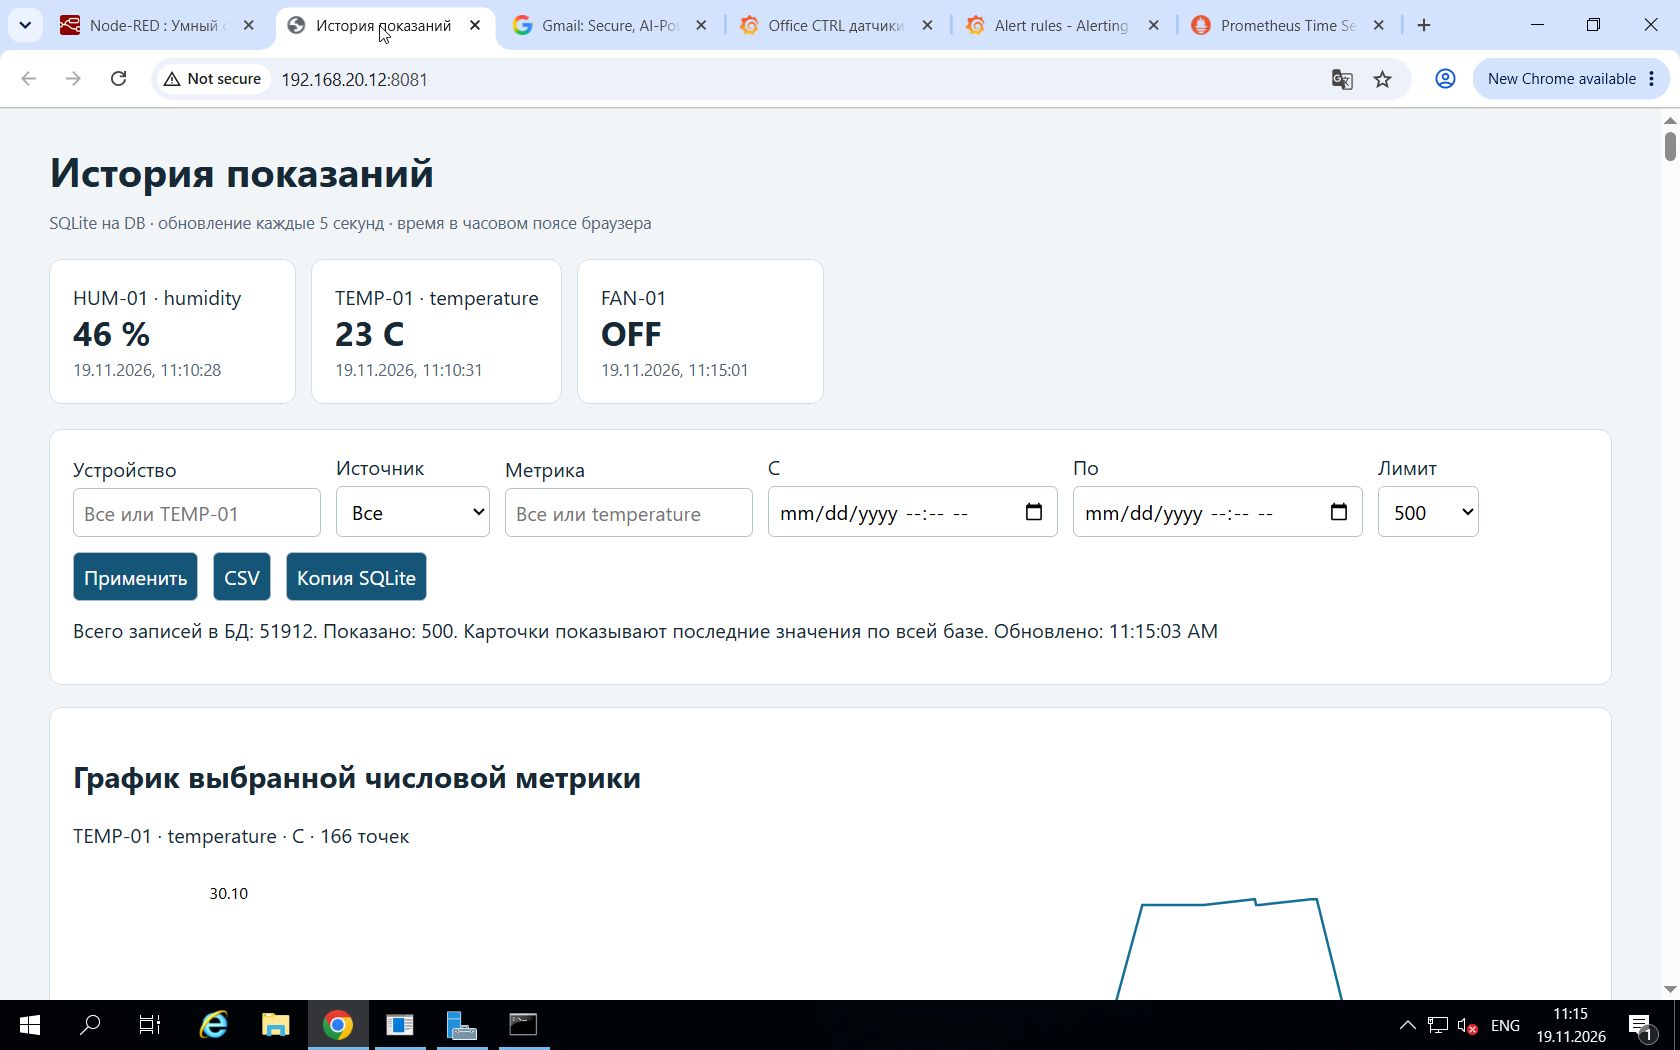 Node-RED : Умный
История показаний
Gmail: Secure, AI-Po
Office CTRL датчики
Alert rules - Alerting
Prometheus Time Se
Not secure
192.168.20.12:8081
New Chrome available
История показаний
SQLite на DB · обновление каждые 5 секунд · время в часовом поясе браузера
HUM-01 · humidity
46 %
19.11.2026, 11:10:28
TEMP-01 · temperature
23 C
19.11.2026, 11:10:31
FAN-01
OFF
19.11.2026, 11:15:01
Устройство
Источник
Метрика
С
По
Лимит
Все или TEMP-01
Все
Все или temperature
mm/dd/yyyy --:-- --
mm/dd/yyyy --:-- --
500
Применить
CSV
Копия SQLite
Всего записей в БД: 51912. Показано: 500. Карточки показывают последние значения по всей базе. Обновлено: 11:15:03 AM
График выбранной числовой метрики
TEMP-01 · temperature · C · 166 точек
30.10
ENG
11:15
19.11.2026
1